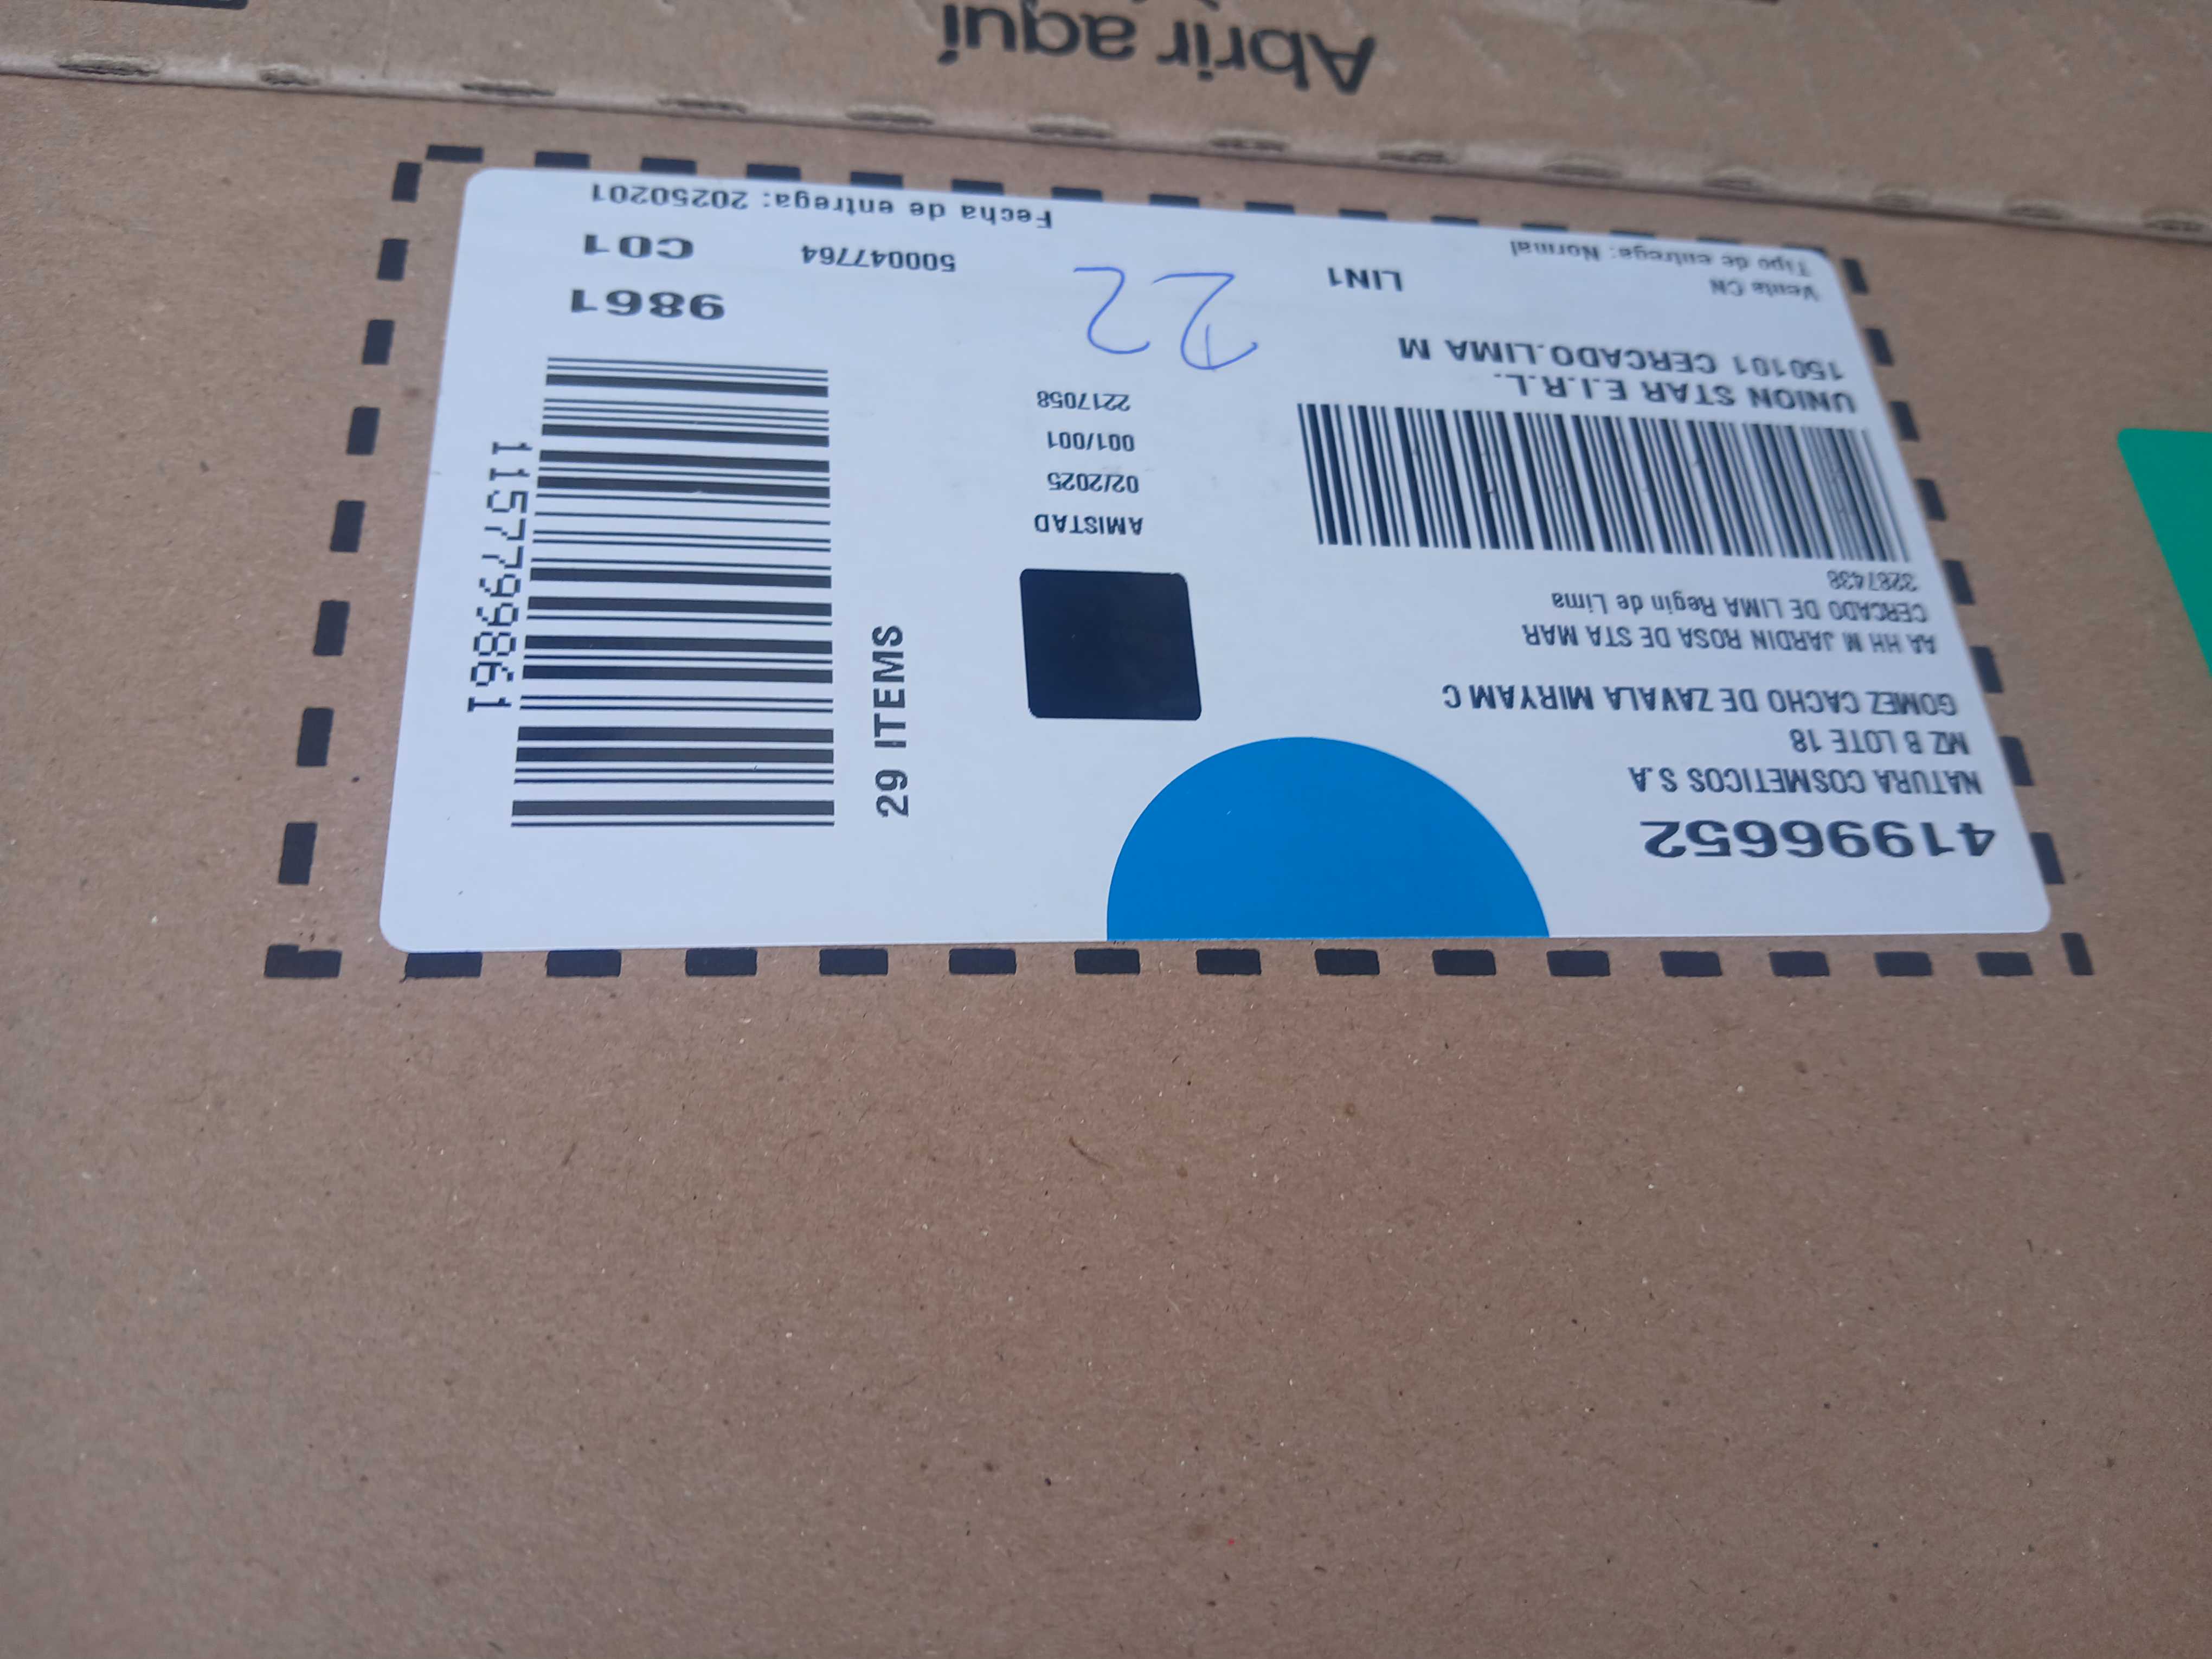 41996652
NATURA COSMETICOS S.A
MZ B LOTE 18
GOMEZ CACHO DE ZAVALA MIRYAM C
AA HH M JARDIN ROSA DE STA MAR
CERCADO DE LIMA Regin de Lima
3287438
UNION STAR E.I.R.L.
150101 CERCADO.LIMA M
Venta CN
Tipo de entrega: Normal
LIN1
AMISTAD
02/2025
001/001
2217058
22
29 ITEMS
11577989861
9861
500047764
C01
Fecha de entrega: 20250201
Abrir aquí